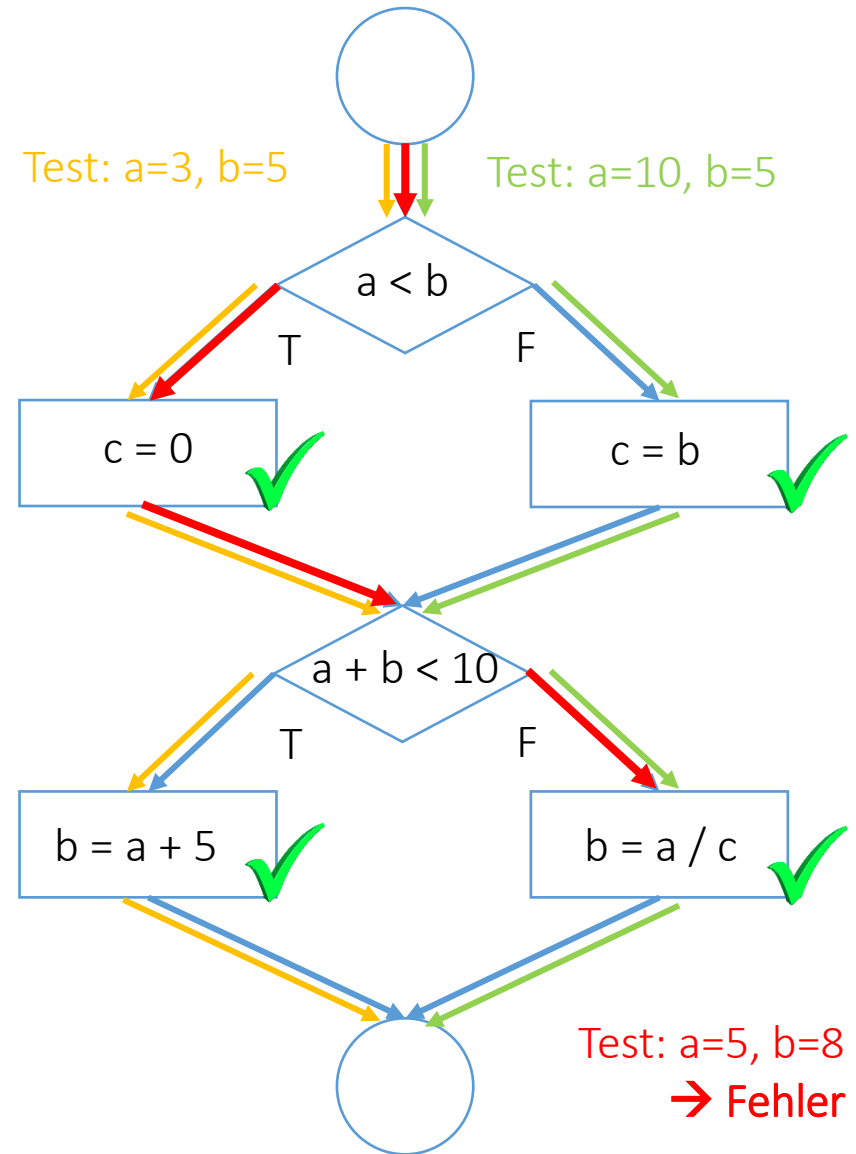 Test: a=3, b=5
Test: a=10, b=5
a < b
T
F
c = 0
c = b
a + b < 10
T
F
b = a + 5
b = a / c
Test: a=5, b=8
→ Fehler